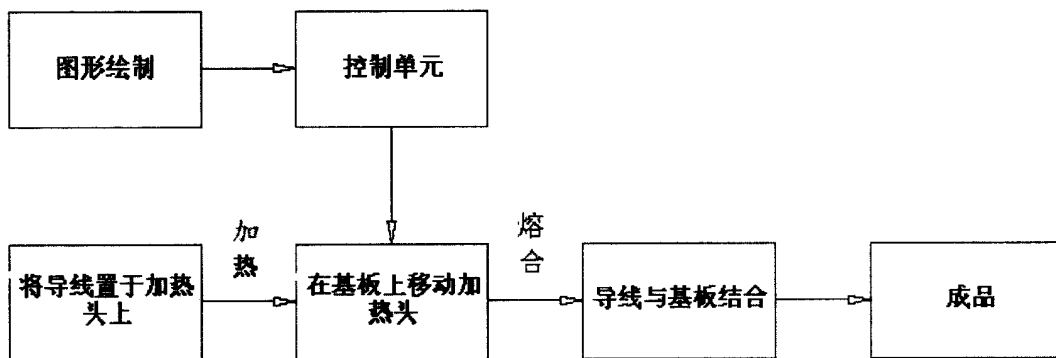 图形绘制
控制单元
加
热
熔
合
将导线置于加热
头上
在基板上移动加
热头
导线与基板结合
成品